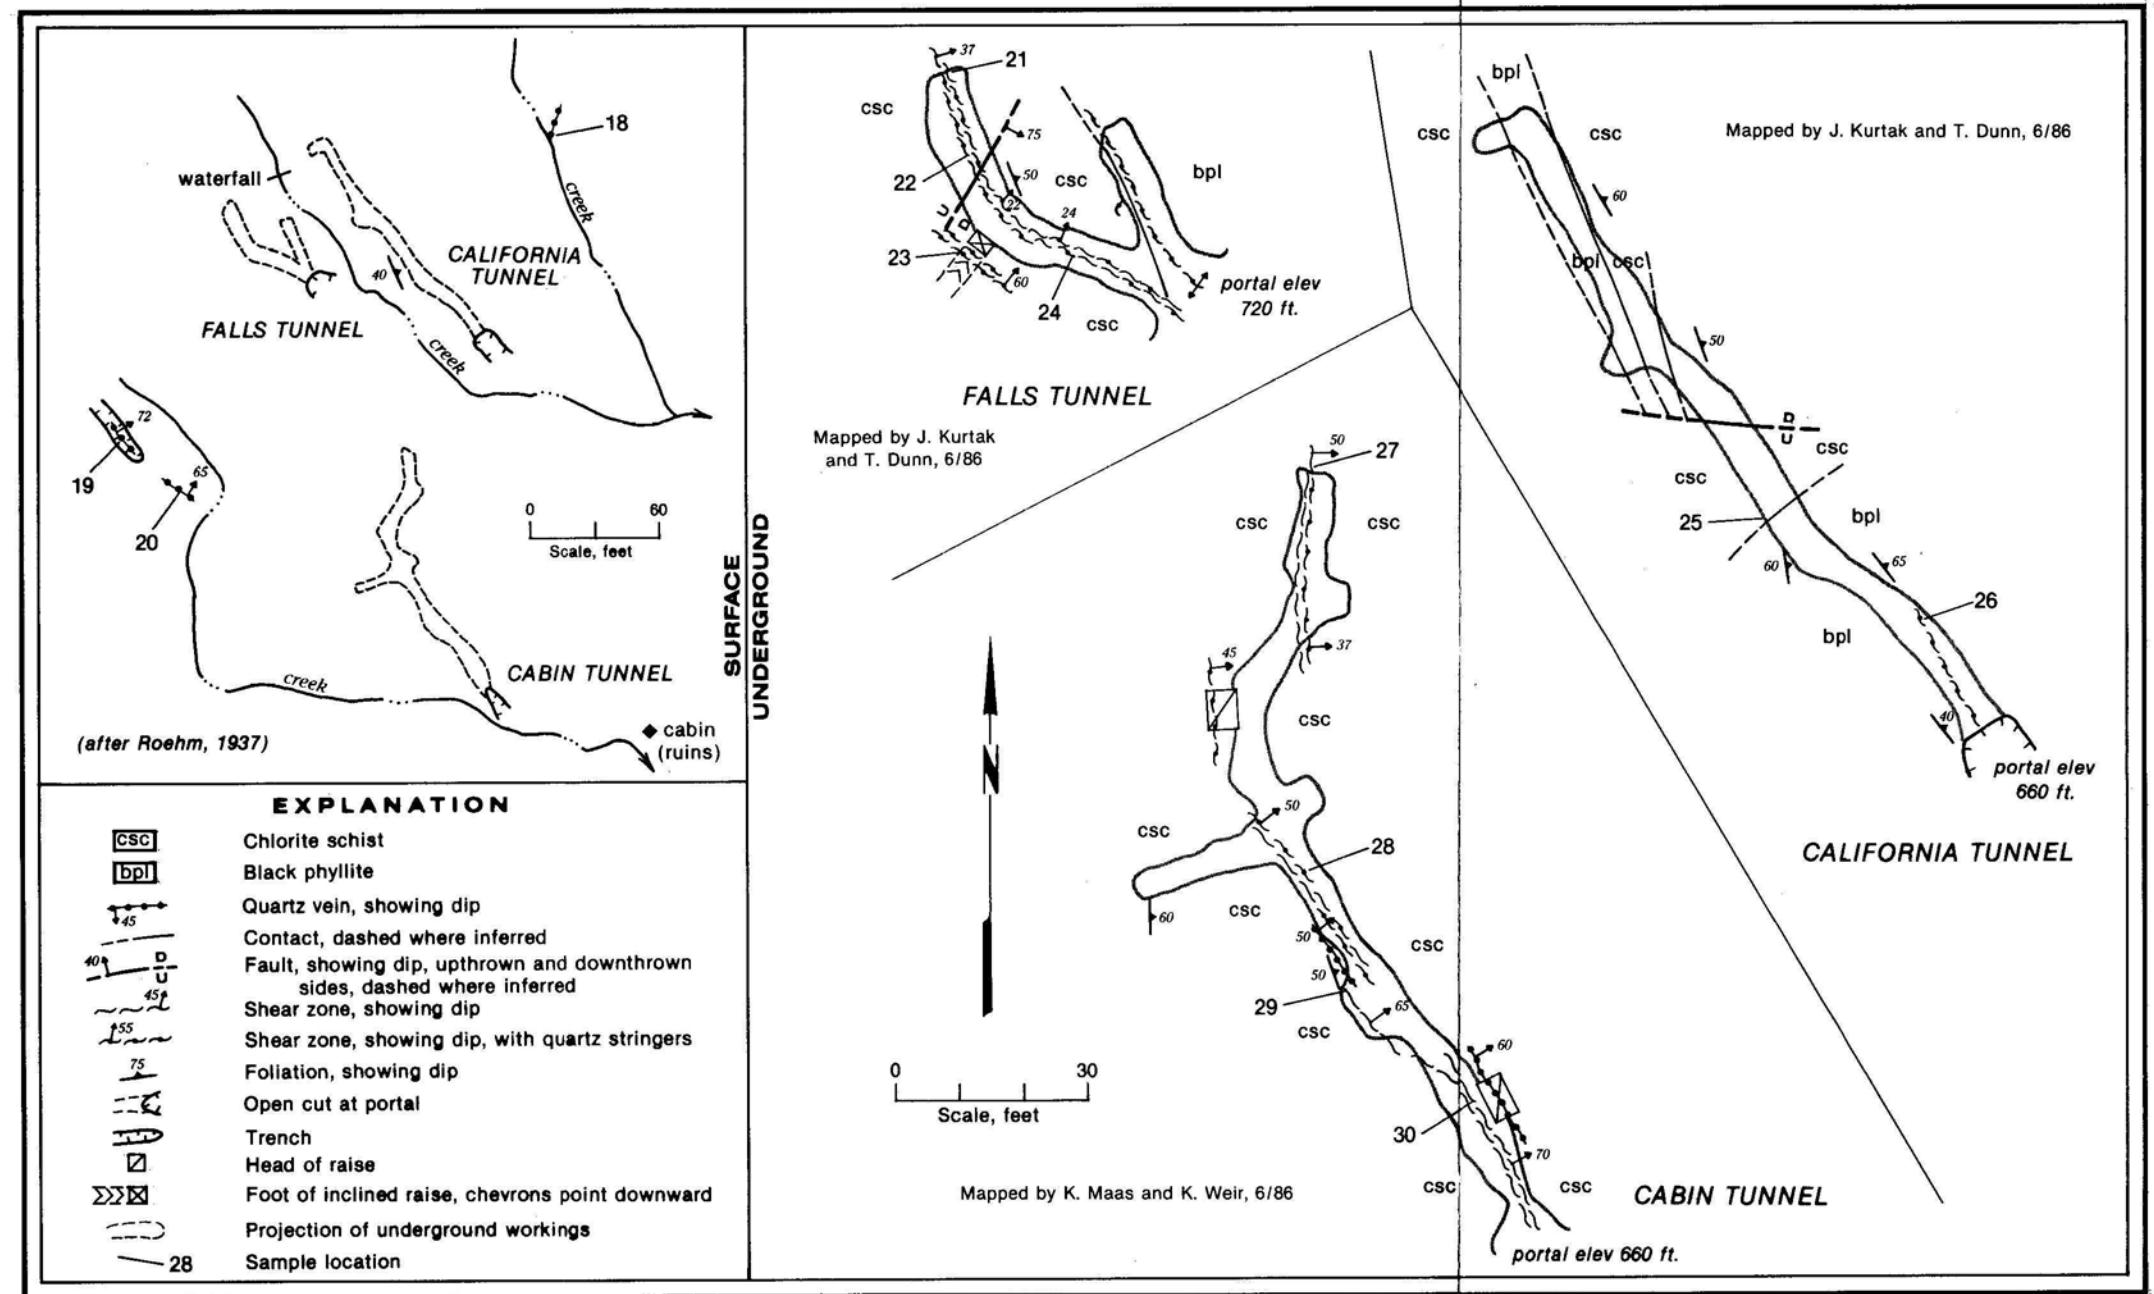 18
waterfall
creek
CALIFORNIA
TUNNEL
40
FALLS TUNNEL
creek
72
65
19
20
0 60
Scale, feet
CABIN TUNNEL
creek
cabin
(ruins)
(after Roehm, 1937)
SURFACE
UNDERGROUND
EXPLANATION
csc Chlorite schist
bpl Black phyllite
45 Quartz vein, showing dip
Contact, dashed where inferred
40 D U Fault, showing dip, upthrown and downthrown
sides, dashed where inferred
45 Shear zone, showing dip
55 Shear zone, showing dip, with quartz stringers
75 Foliation, showing dip
Open cut at portal
Trench
Head of raise
Foot of inclined raise, chevrons point downward
Projection of underground workings
28 Sample location
37
21
csc
75
22
50
csc
bpl
22
24
U
D
23
60
24
csc
portal elev
720 ft.
FALLS TUNNEL
Mapped by J. Kurtak
and T. Dunn, 6/86
bpl
csc
csc
Mapped by J. Kurtak and T. Dunn, 6/86
60
bpl csc
50
D
U
csc
csc
25
bpl
60
65
26
bpl
40
portal elev
660 ft.
CALIFORNIA TUNNEL
50
27
csc
csc
45
37
csc
N
50
csc
28
60
csc
50
csc
50
29
65
csc
60
0 30
Scale, feet
30
70
csc
csc
CABIN TUNNEL
Mapped by K. Maas and K. Weir, 6/86
portal elev 660 ft.